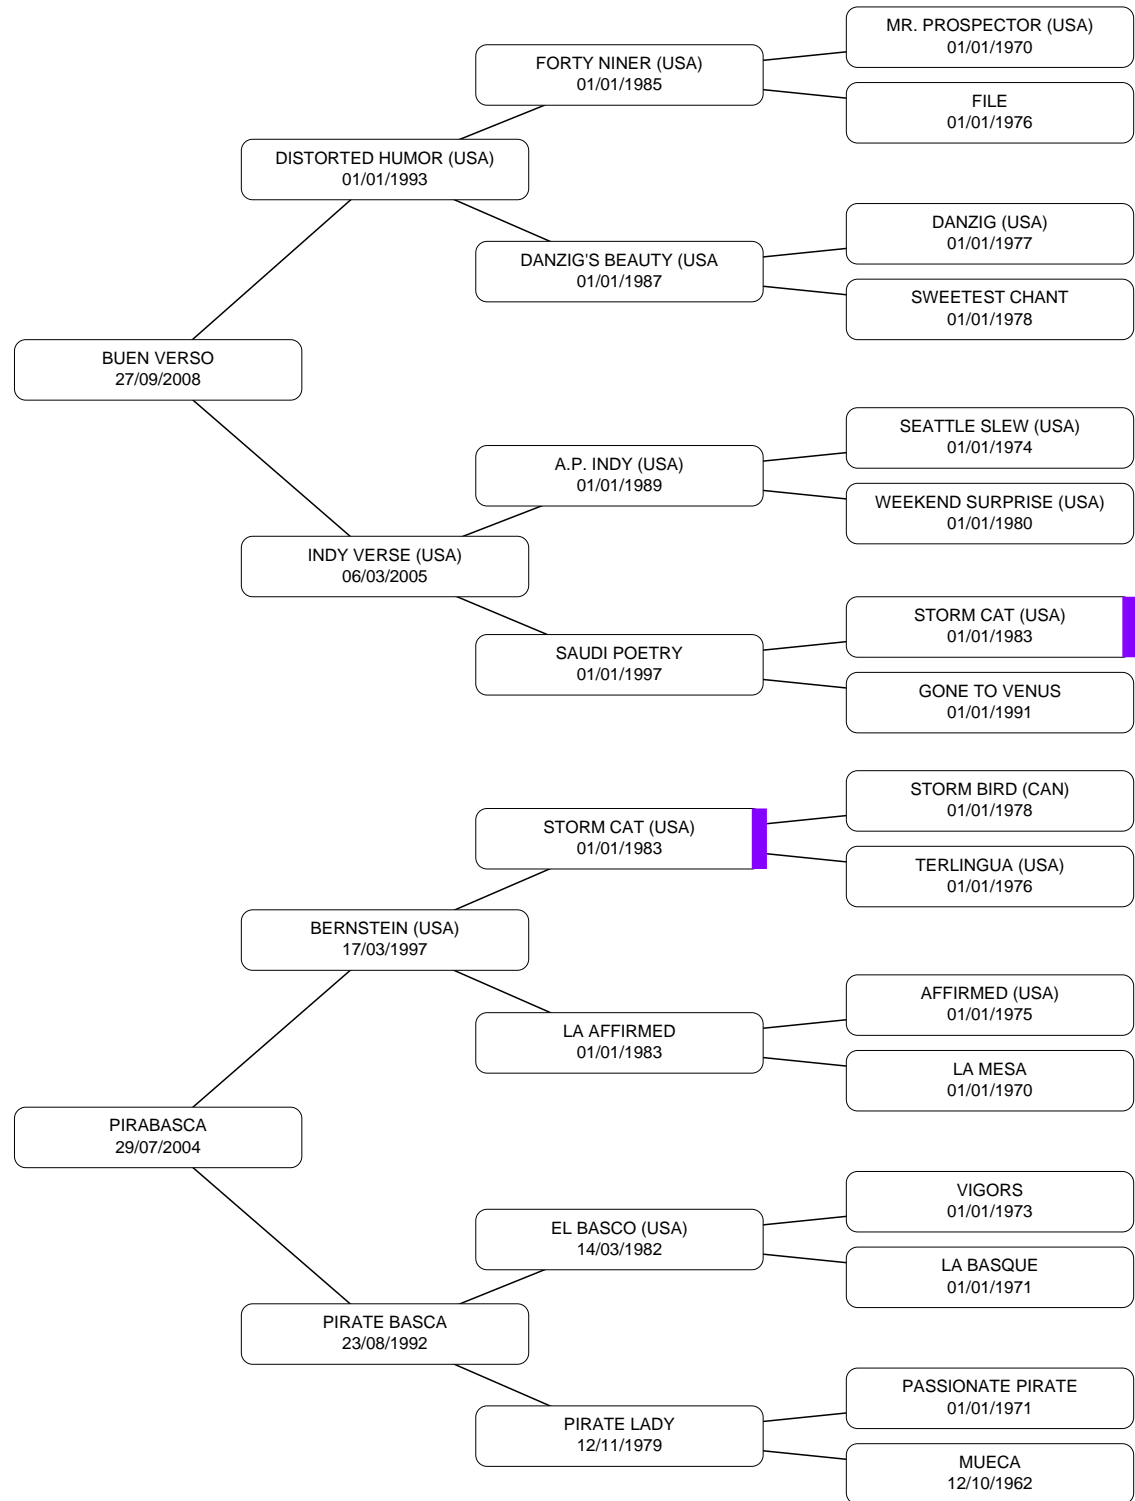 MR. PROSPECTOR (USA)
01/01/1970
FORTY NINER (USA)
01/01/1985
FILE
01/01/1976
DISTORTED HUMOR (USA)
01/01/1993
DANZIG (USA)
01/01/1977
DANZIG'S BEAUTY (USA
01/01/1987
SWEETEST CHANT
01/01/1978
BUEN VERSO
27/09/2008
SEATTLE SLEW (USA)
01/01/1974
A.P. INDY (USA)
01/01/1989
WEEKEND SURPRISE (USA)
01/01/1980
INDY VERSE (USA)
06/03/2005
STORM CAT (USA)
01/01/1983
SAUDI POETRY
01/01/1997
GONE TO VENUS
01/01/1991
STORM BIRD (CAN)
01/01/1978
STORM CAT (USA)
01/01/1983
TERLINGUA (USA)
01/01/1976
BERNSTEIN (USA)
17/03/1997
AFFIRMED (USA)
01/01/1975
LA AFFIRMED
01/01/1983
LA MESA
01/01/1970
PIRABASCA
29/07/2004
VIGORS
01/01/1973
EL BASCO (USA)
14/03/1982
LA BASQUE
01/01/1971
PIRATE BASCA
23/08/1992
PASSIONATE PIRATE
01/01/1971
PIRATE LADY
12/11/1979
MUECA
12/10/1962